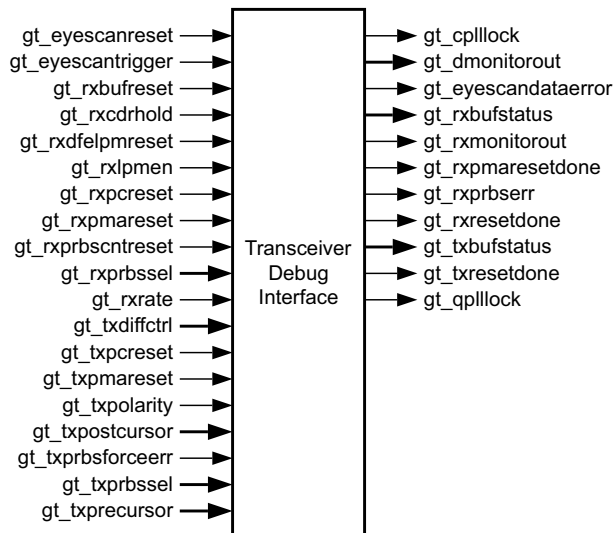 gt_eyescanreset
gt_eyescantrigger
gt_rxbufreset
gt_rxcdrhold
gt_rxdfelpmreset
gt_rxlpmen
gt_rxpcreset
gt_rxpmareset
gt_rxprbscntreset
gt_rxprbssel
gt_rxrate
gt_txdiffctrl
gt_txpcreset
gt_txpmareset
gt_txpolarity
gt_txpostcursor
gt_txprbsforceerr
gt_txprbssel
gt_txprecursor
Transceiver
Debug
Interface
gt_cplllock
gt_dmonitorout
gt_eyescandataerror
gt_rxbufstatus
gt_rxmonitorout
gt_rxpmaresetdone
gt_rxprbserr
gt_rxresetdone
gt_txbufstatus
gt_txresetdone
gt_qplllock